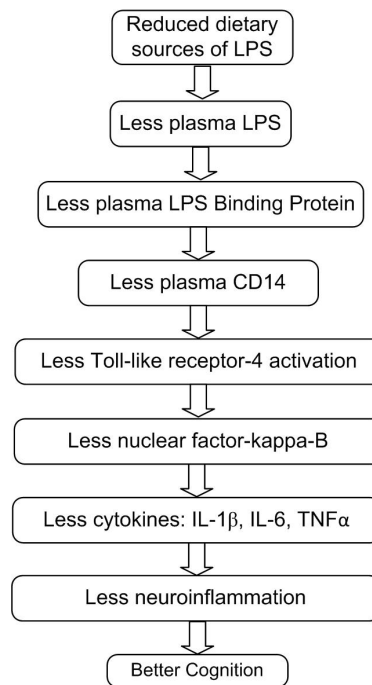 Reduced dietary
sources of LPS
Less plasma LPS
Less plasma LPS Binding Protein
Less plasma CD14
Less Toll-like receptor-4 activation
Less nuclear factor-kappa-B
Less cytokines: IL-1β, IL-6, TNFα
Less neuroinflammation
Better Cognition